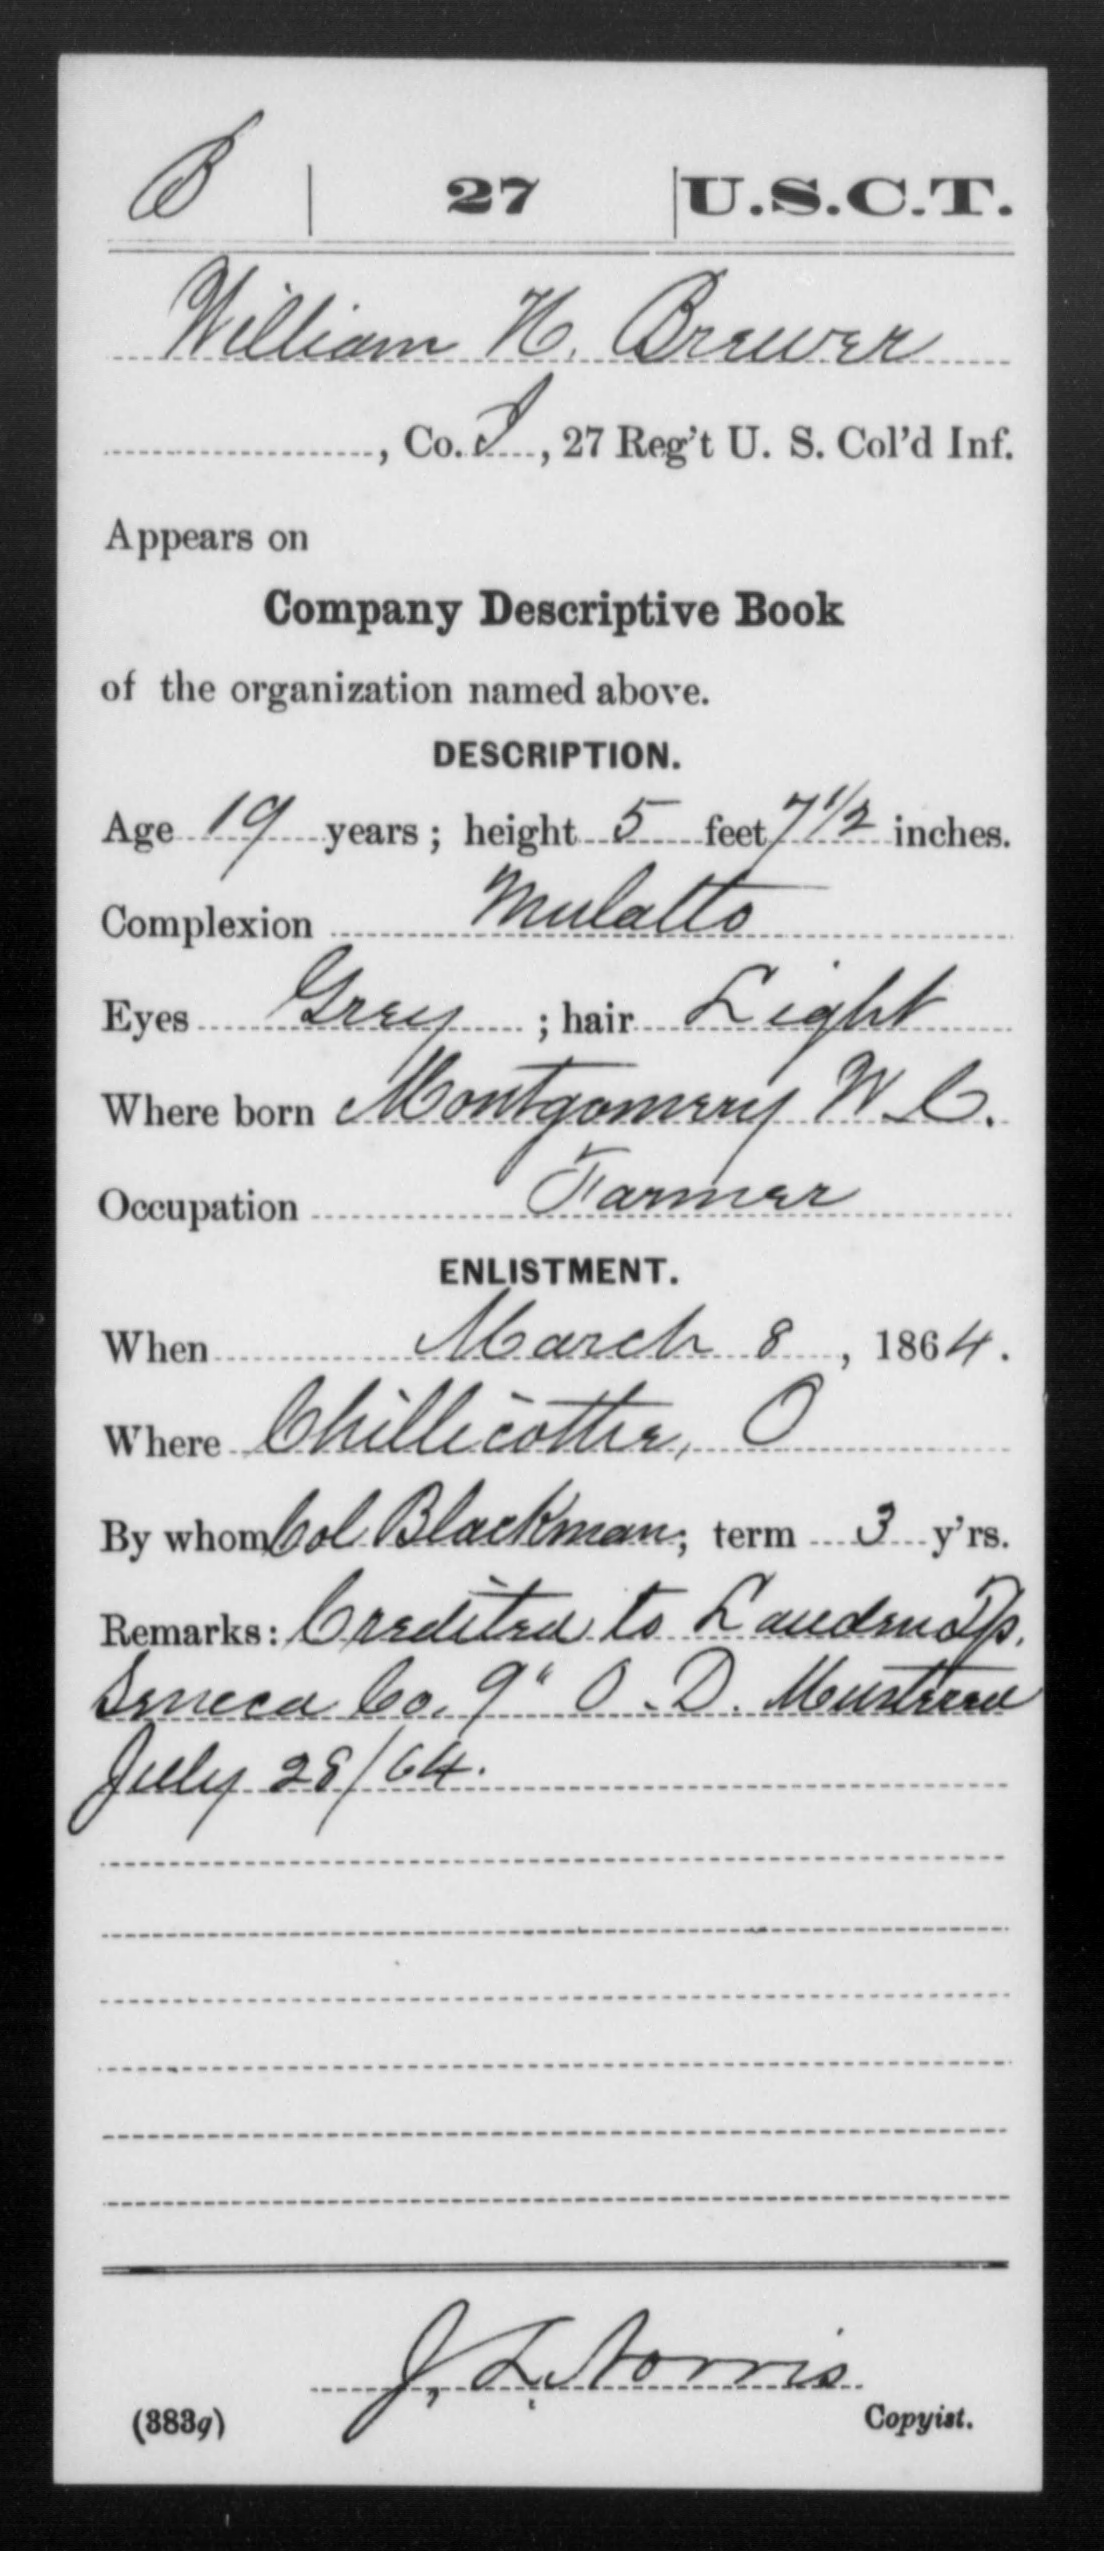 B | 27 | U.S.C.T.
William H. Brewer
, Co. I, 27 Reg't U. S. Col'd Inf.
Appears on
Company Descriptive Book
of the organization named above.
DESCRIPTION.
Age 19 years; height 5 feet 7 1/2 inches.
Complexion Mulatto
Eyes Grey; hair Light
Where born Montgomery N. C.
Occupation Farmer
ENLISTMENT.
When March 8, 1864.
Where Chillicothe, O
By whom Col Blackman; term 3 y'rs.
Remarks: Credited to Louden Tp.
Seneca Co. 9" O. D. Mustered
July 28/64.
J. L. Norris
(383g) Copyist.